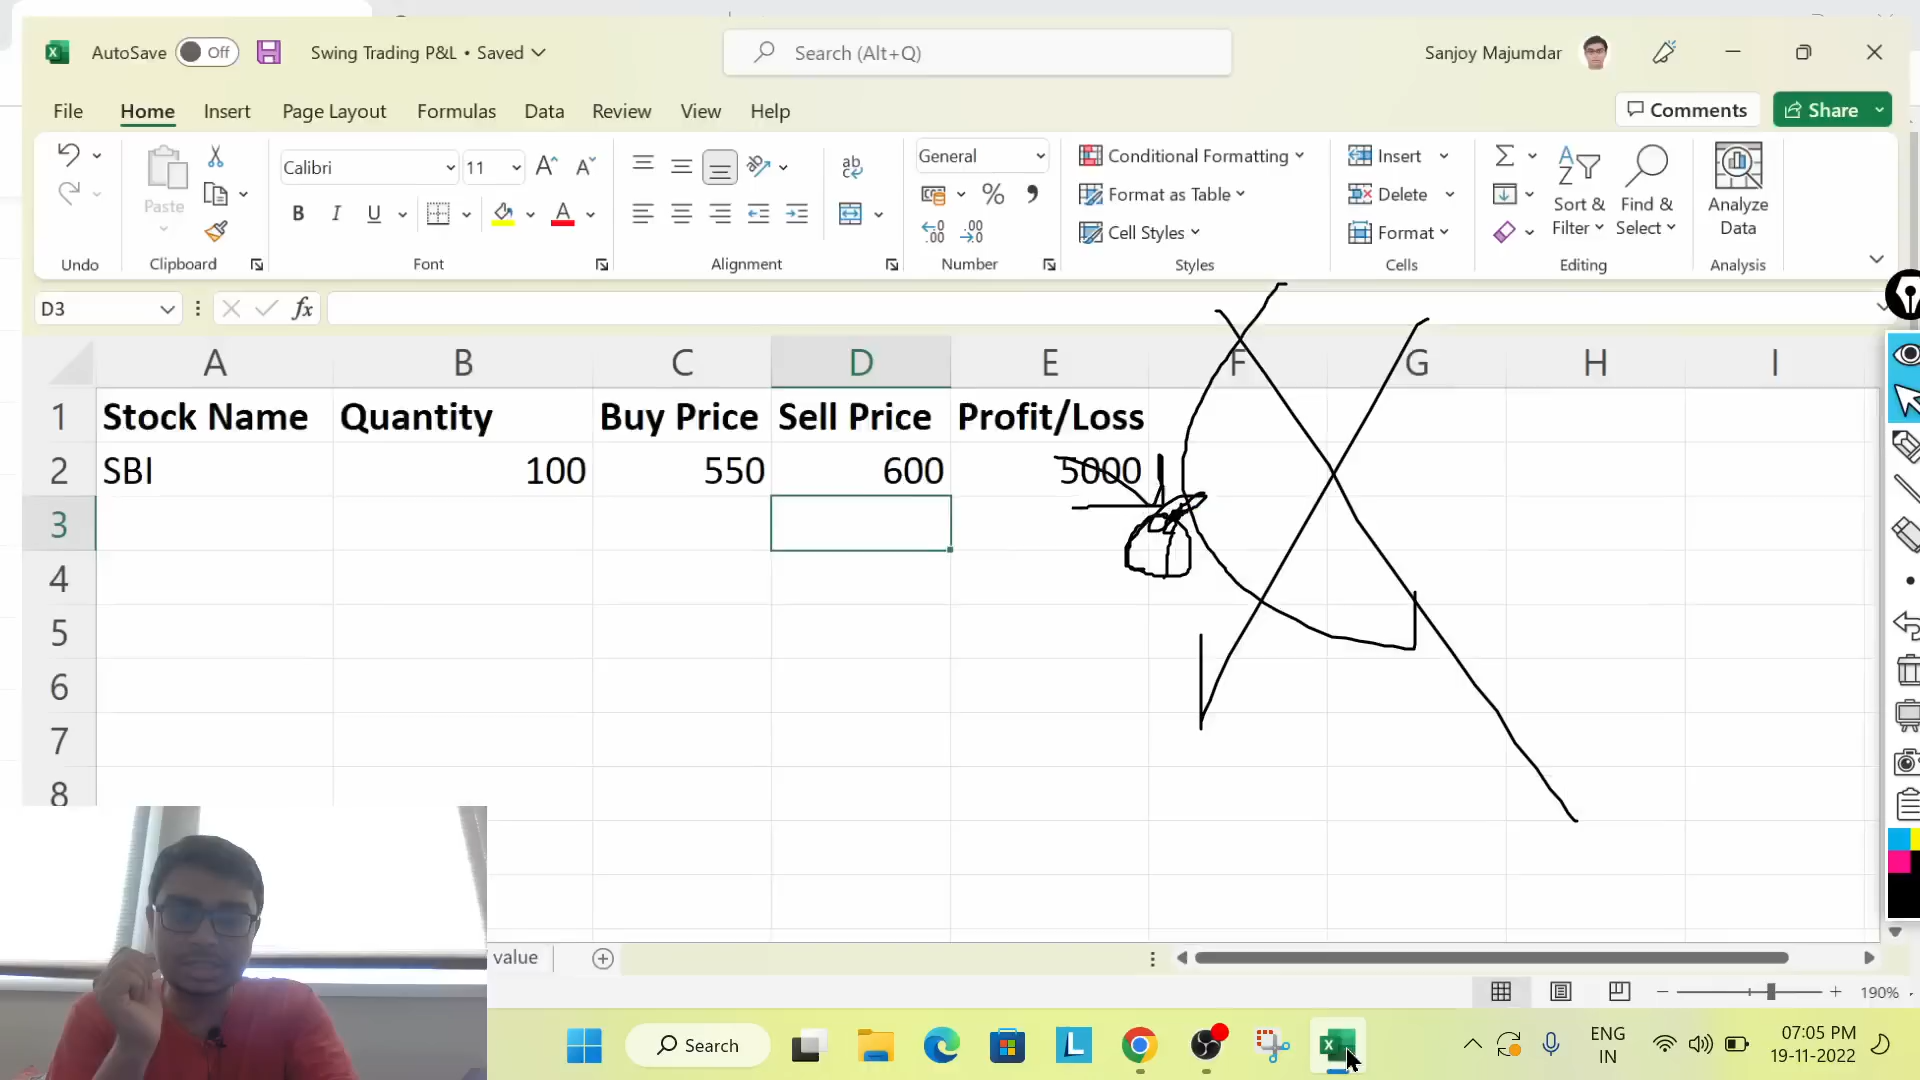 AutoSave Off Swing Trading P&L • Saved Search (Alt+Q) Sanjoy Majumdar
File Home Insert Page Layout Formulas Data Review View Help Comments Share
Calibri 11 General Conditional Formatting Insert
Paste Format as Table Delete Sort & Filter Find & Select Analyze Data
Cell Styles Format
Undo Clipboard Font Alignment Number Styles Cells Editing Analysis
D3 fx
A B C D E F G H I
1 Stock Name Quantity Buy Price Sell Price Profit/Loss
2 SBI 100 550 600 5000
3
4
5
6
7
8
value
190%
Search ENG IN 07:05 PM 19-11-2022